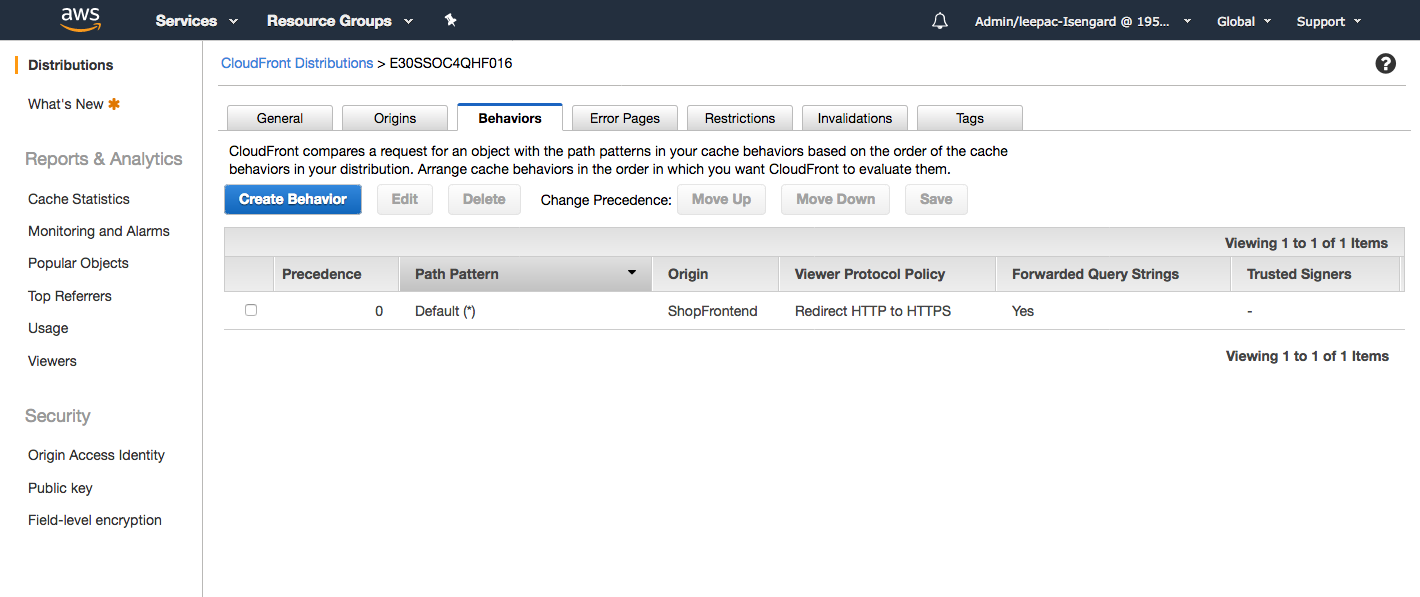 aws Services Resource Groups Admin/leepac-Isengard @ 195... Global Support
Distributions
What's New
Reports & Analytics
Cache Statistics
Monitoring and Alarms
Popular Objects
Top Referrers
Usage
Viewers
Security
Origin Access Identity
Public key
Field-level encryption
CloudFront Distributions > E30SSOC4QHF016 ?
General Origins Behaviors Error Pages Restrictions Invalidations Tags
CloudFront compares a request for an object with the path patterns in your cache behaviors based on the order of the cache
behaviors in your distribution. Arrange cache behaviors in the order in which you want CloudFront to evaluate them.
Create Behavior Edit Delete Change Precedence: Move Up Move Down Save
Viewing 1 to 1 of 1 Items
Precedence Path Pattern Origin Viewer Protocol Policy Forwarded Query Strings Trusted Signers
0 Default (*) ShopFrontend Redirect HTTP to HTTPS Yes -
Viewing 1 to 1 of 1 Items